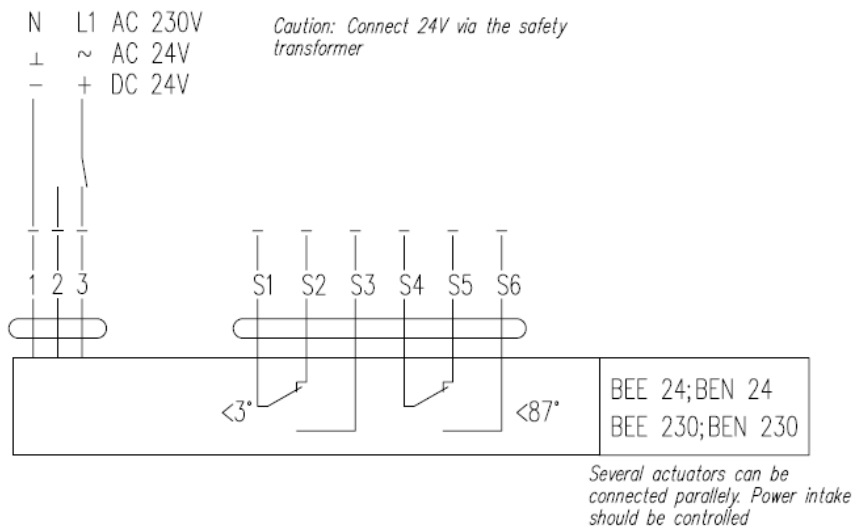 N L1 AC 230V
⊥ ~ AC 24V
− + DC 24V
Caution: Connect 24V via the safety
transformer
1 2 3 S1 S2 S3 S4 S5 S6
<3° <87°
BEE 24;BEN 24
BEE 230;BEN 230
Several actuators can be
connected parallely. Power intake
should be controlled